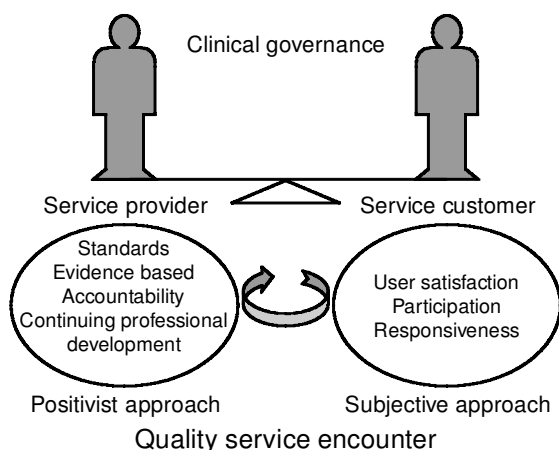 Clinical governance
Service provider
Service customer
Standards
Evidence based
Accountability
Continuing professional
development
User satisfaction
Participation
Responsiveness
Positivist approach
Subjective approach
Quality service encounter